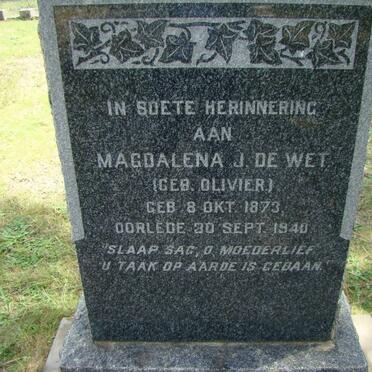 IN SOETE HERINNERING
AAN
MAGDALENA J. DE WET
(GEB. OLIVIER)
GEB. 8 OKT. 1873.
OORLEDE 30 SEPT. 1940
"SLAAP SAG, O, MOEDERLIEF
U TAAK OP AARDE IS GEDAAN."